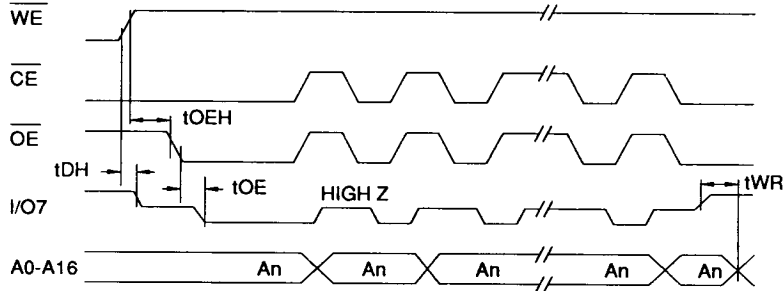 WE
CE
tOEH
OE
tDH
tOE
HIGH Z
tWR
I/O7
A0-A16
An
An
An
An
An